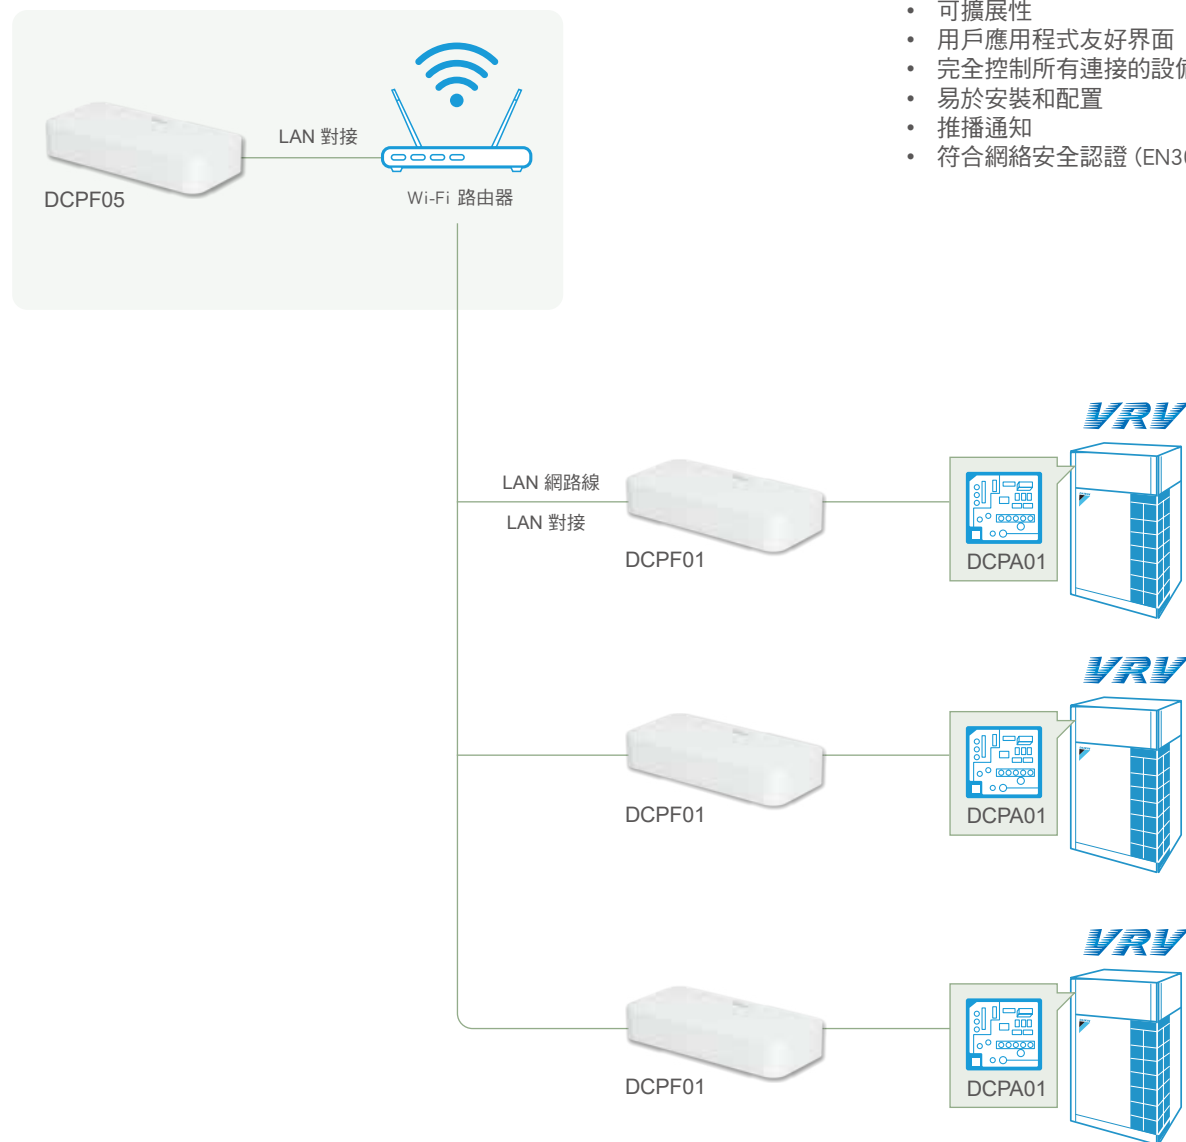 • 可擴展性
• 用戶應用程式友好界面
• 完全控制所有連接的設備
• 易於安裝和配置
• 推播通知
• 符合網絡安全認證 (EN30
LAN 對接
DCPF05
Wi-Fi 路由器
VRV
LAN 網路線
LAN 對接
DCPF01
DCPA01
VRV
DCPF01
DCPA01
VRV
DCPF01
DCPA01